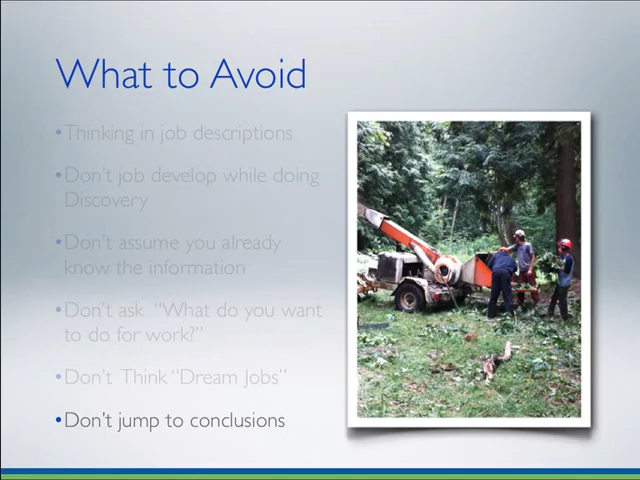 What to Avoid
•Thinking in job descriptions
•Don't job develop while doing
Discovery
•Don't assume you already
know the information
•Don't ask "What do you want
to do for work?"
•Don't Think "Dream Jobs"
•Don't jump to conclusions